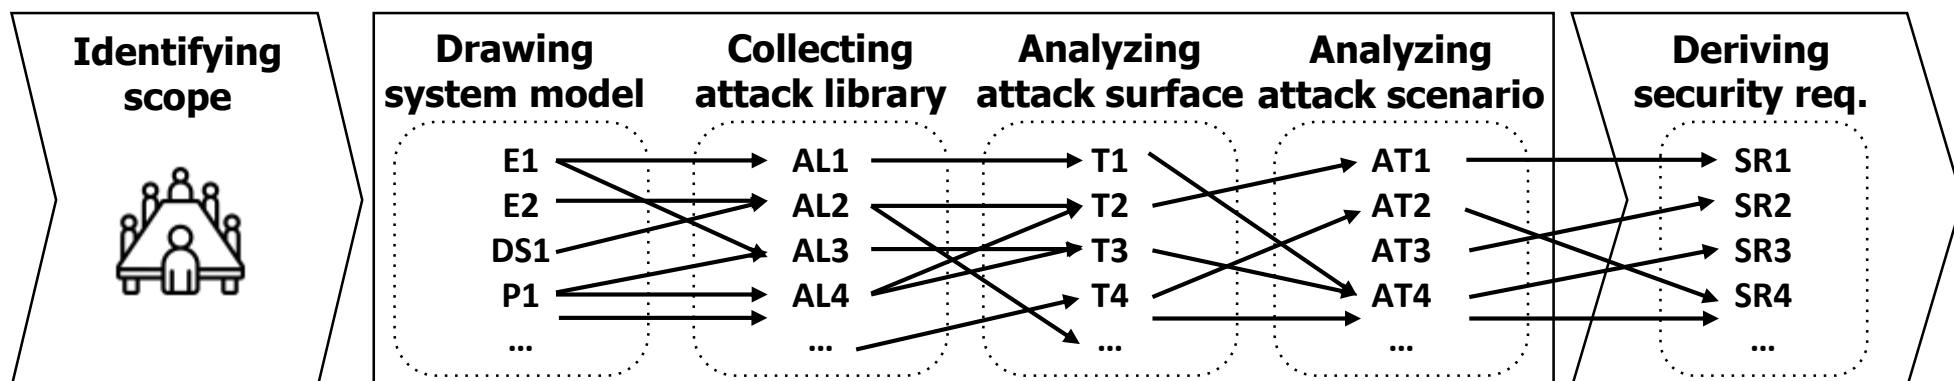 Identifying
scope
Drawing
system model
Collecting
attack library
Analyzing
attack surface
Analyzing
attack scenario
Deriving
security req.
E1
E2
DS1
P1
...
AL1
AL2
AL3
AL4
...
T1
T2
T3
T4
...
AT1
AT2
AT3
AT4
...
SR1
SR2
SR3
SR4
...